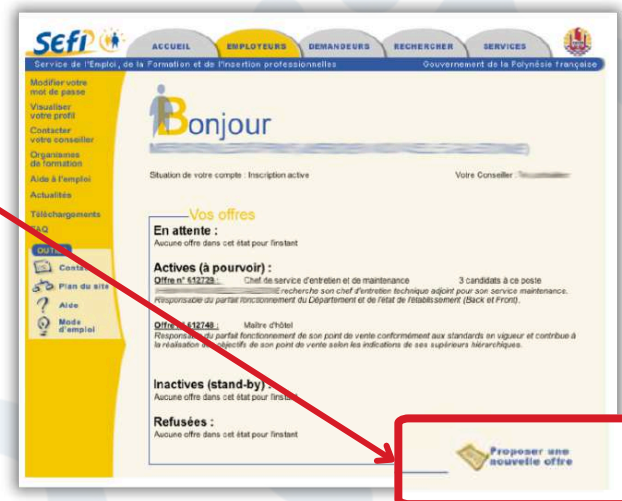 SEFI
ACCUEIL
EMPLOYEURS
DEMANDEURS
RECHERCHER
SERVICES
Service de l'Emploi, de la Formation et de l'Insertion professionnelles
Gouvernement de la Polynésie française
Modifier votre
mot de passe
Visualiser
votre profil
Contacter
votre conseiller
Organismes
de formation
Aide à l'emploi
Actualités
Téléchargements
FAQ
OUTILS
Contact
Plan du site
Aide
Mode
d'emploi
Bonjour
Situation de votre compte : Inscription active
Votre Conseiller :
Vos offres
En attente :
Aucune offre dans cet état pour l'instant
Actives (à pourvoir) :
Offre n° 612729 : Chef de service d'entretien et de maintenance 3 candidats à ce poste
recherche son chef d'entretien technique adjoint pour son service maintenance.
Responsable du parfait fonctionnement du Département et de l'état de l'établissement (Back et Front).
Offre n° 612748 : Maître d'hôtel
Responsable du parfait fonctionnement de son point de vente conformément aux standards en vigueur et contribue à
la réalisation des objectifs de son point de vente selon les indications de ses supérieurs hiérarchiques.
Inactives (stand-by) :
Aucune offre dans cet état pour l'instant
Refusées :
Aucune offre dans cet état pour l'instant
Proposer une
nouvelle offre